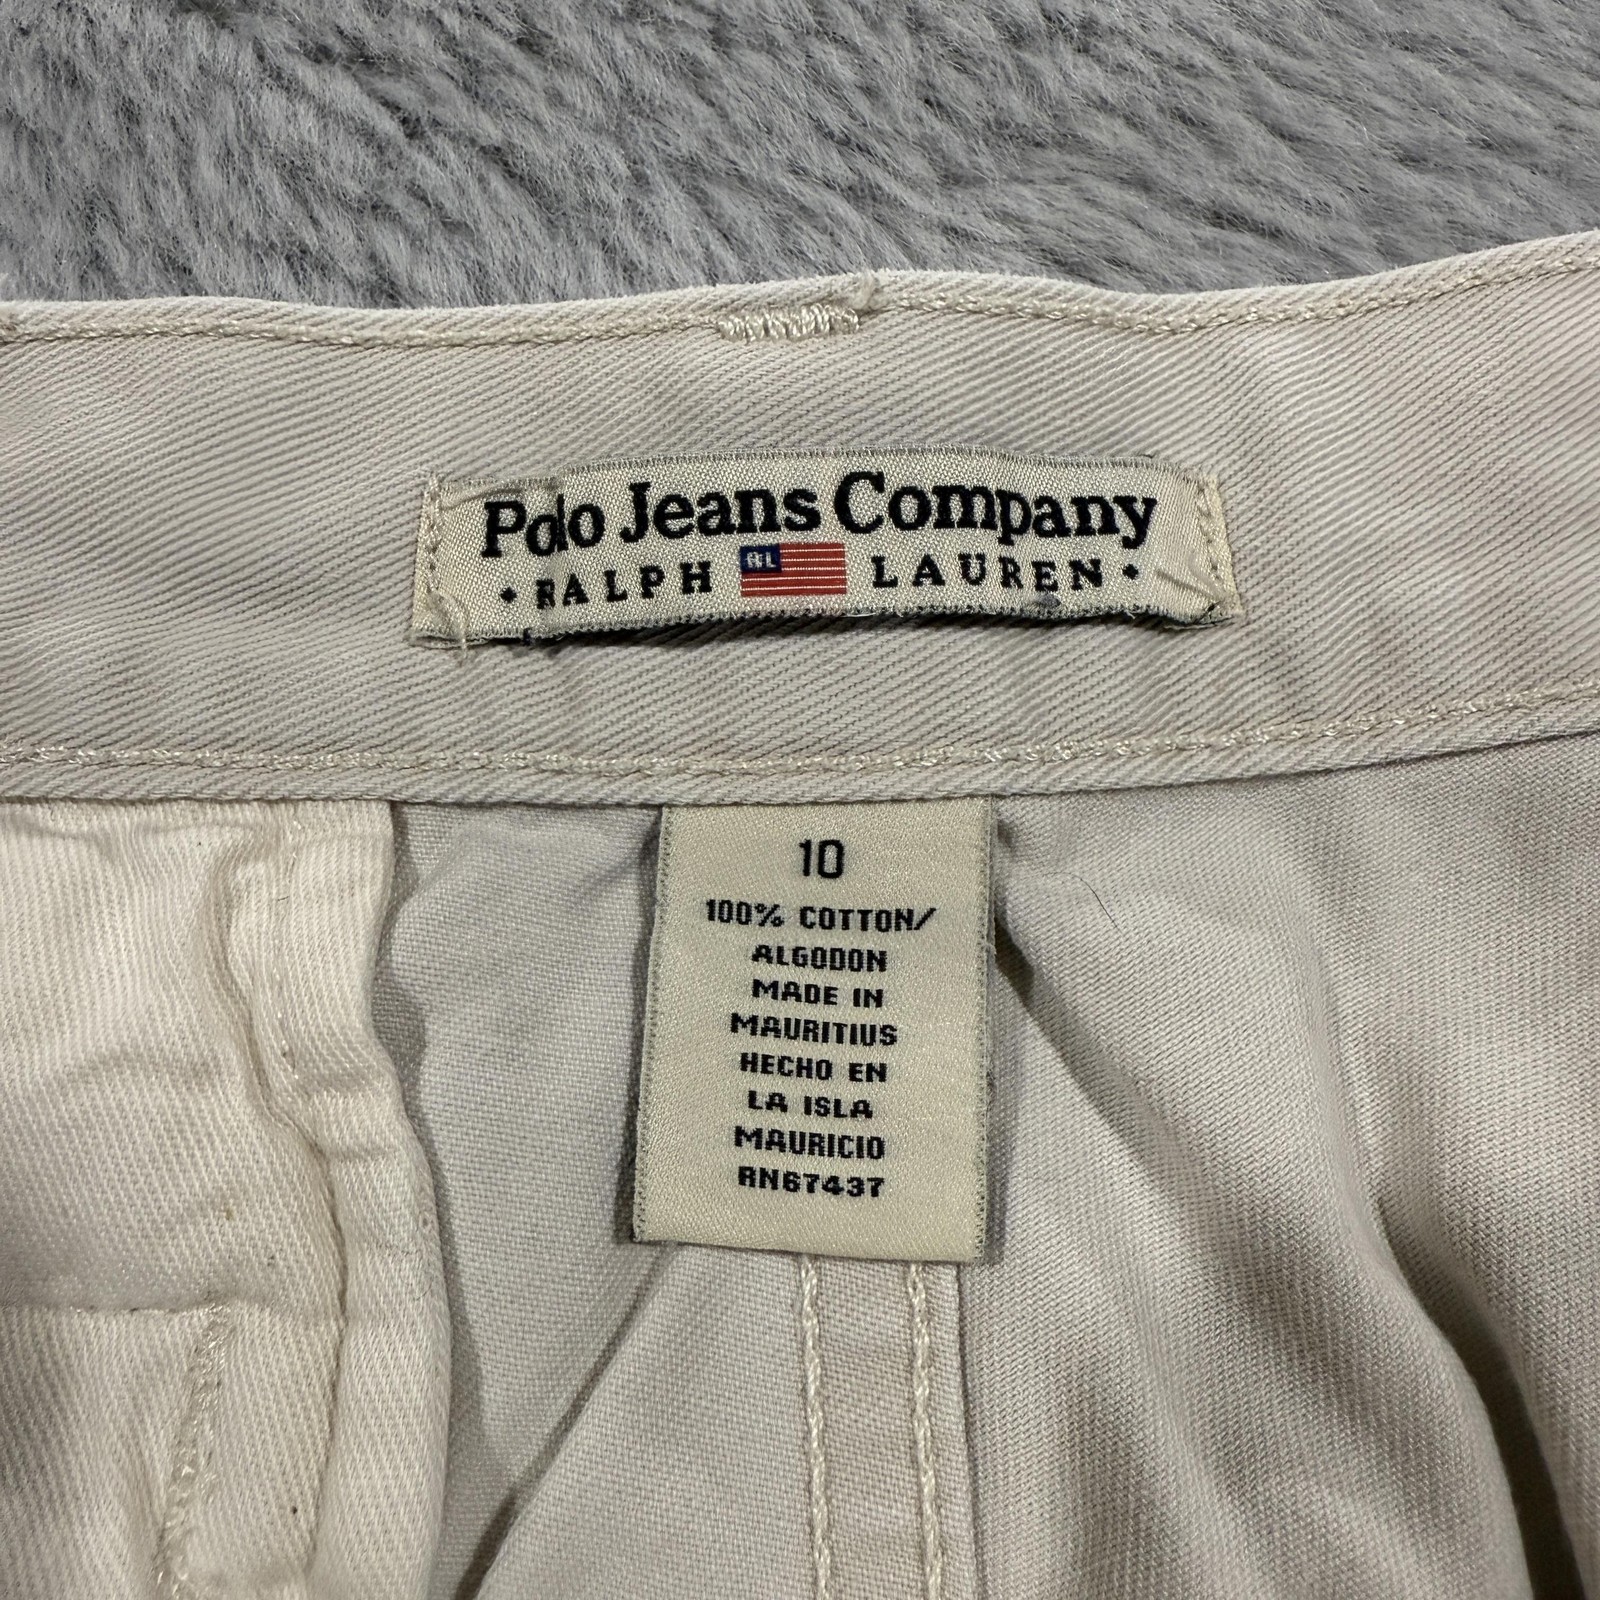 Polo Jeans Company
• RALPH RL LAUREN •
10
100% COTTON/
ALGODON
MADE IN
MAURITIUS
HECHO EN
LA ISLA
MAURICIO
RN67437